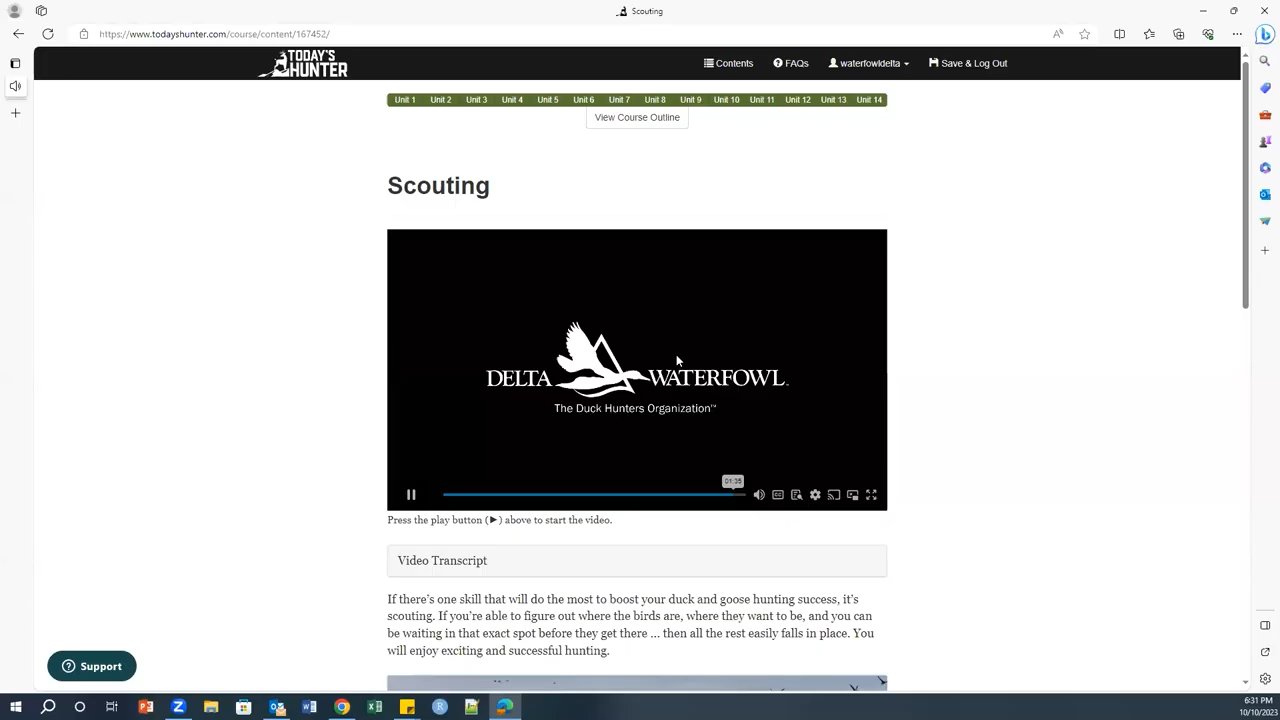 Scouting
https://www.todayshunter.com/course/content/167452/
TODAY'S
HUNTER
Contents
FAQs
waterfowldelta
Save & Log Out
Unit 1 Unit 2 Unit 3 Unit 4 Unit 5 Unit 6 Unit 7 Unit 8 Unit 9 Unit 10 Unit 11 Unit 12 Unit 13 Unit 14
View Course Outline
Scouting
DELTA WATERFOWL
The Duck Hunters Organization™
01:35
Press the play button (►) above to start the video.
Video Transcript
If there's one skill that will do the most to boost your duck and goose hunting success, it's
scouting. If you're able to figure out where the birds are, where they want to be, and you can
be waiting in that exact spot before they get there ... then all the rest easily falls in place. You
will enjoy exciting and successful hunting.
Support
6:31 PM
10/10/2023